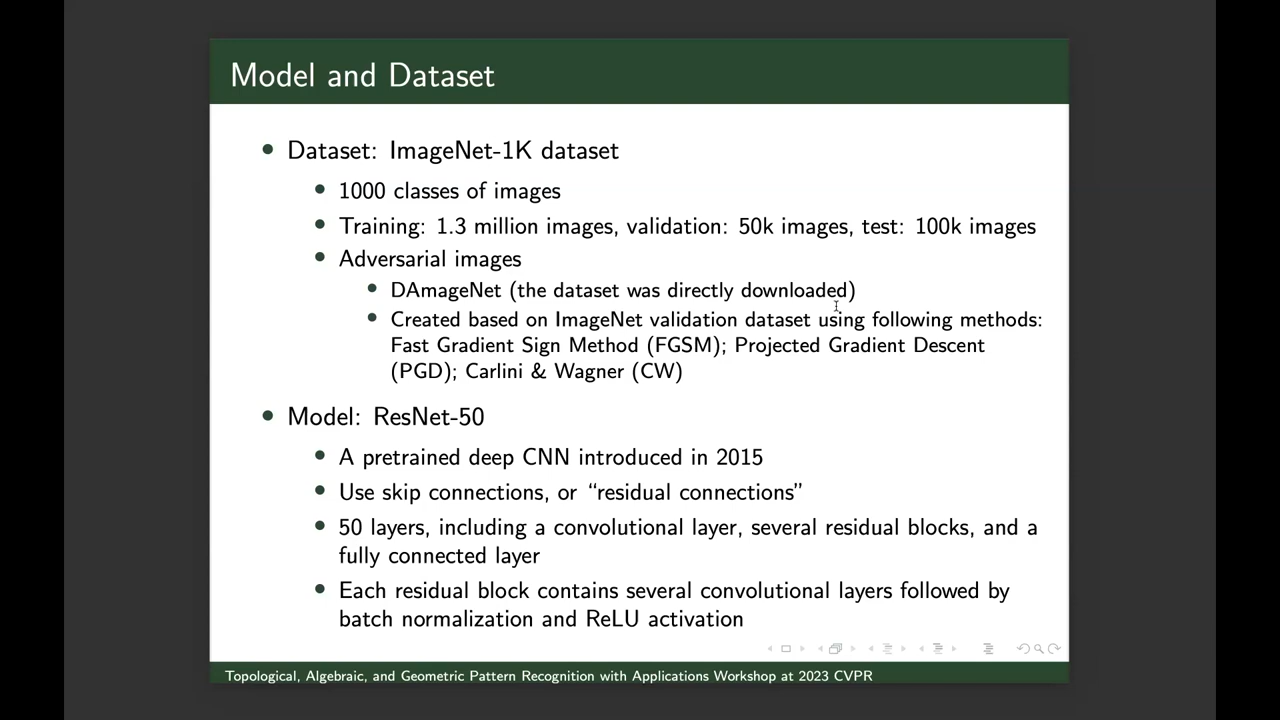 Model and Dataset
Dataset: ImageNet-1K dataset
1000 classes of images
Training: 1.3 million images, validation: 50k images, test: 100k images
Adversarial images
DAmageNet (the dataset was directly downloaded)
Created based on ImageNet validation dataset using following methods:
Fast Gradient Sign Method (FGSM); Projected Gradient Descent
(PGD); Carlini & Wagner (CW)
Model: ResNet-50
A pretrained deep CNN introduced in 2015
Use skip connections, or “residual connections”
50 layers, including a convolutional layer, several residual blocks, and a
fully connected layer
Each residual block contains several convolutional layers followed by
batch normalization and ReLU activation
Topological, Algebraic, and Geometric Pattern Recognition with Applications Workshop at 2023 CVPR